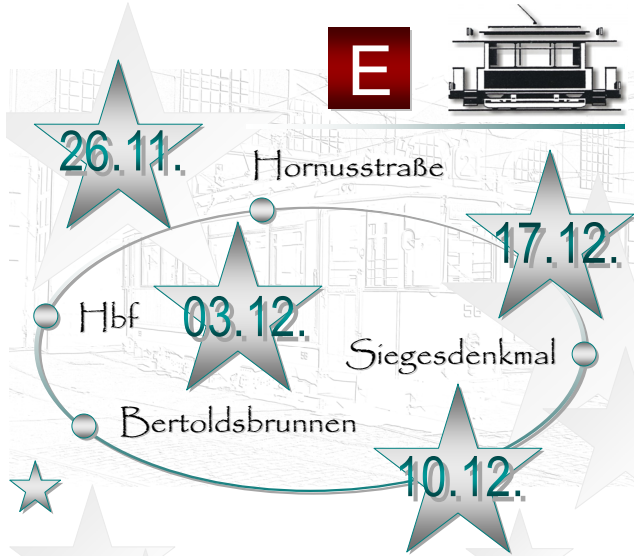 E
26.11.
Hornusstraße
17.12.
Hbf
03.12.
Siegesdenkmal
Bertoldsbrunnen
10.12.